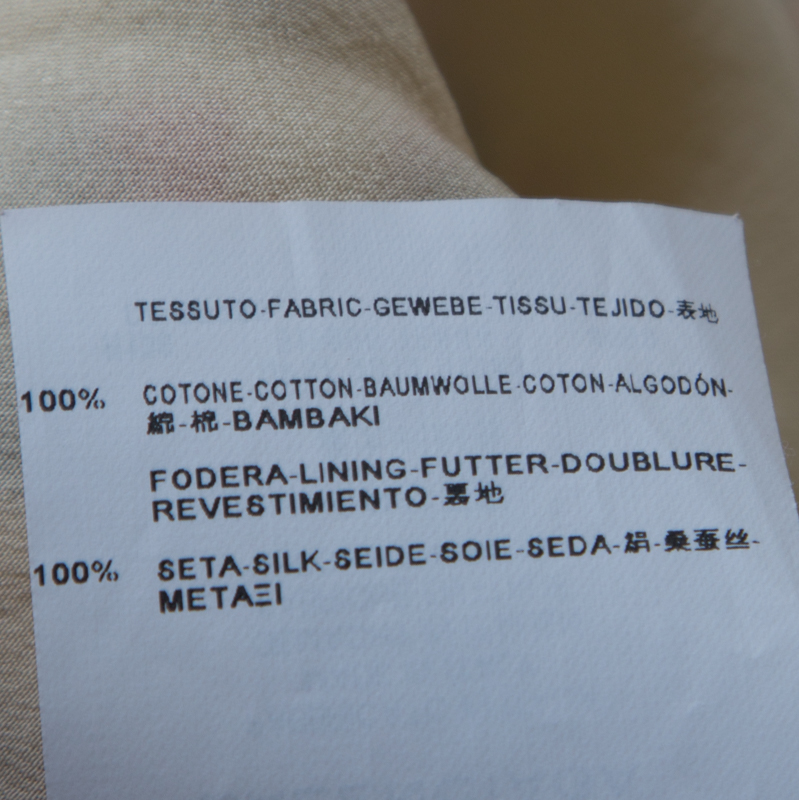 TESSUTO-FABRIC-GEWEBE-TISSU-TEJIDO-表地
100% COTONE-COTTON-BAUMWOLLE-COTON-ALGODÓN-
綿-棉-BAMBAKI
FODERA-LINING-FUTTER-DOUBLURE-
REVESTIMIENTO-裏地
100% SETA-SILK-SEIDE-SOIE-SEDA-絹-桑蚕丝-
METAΞI